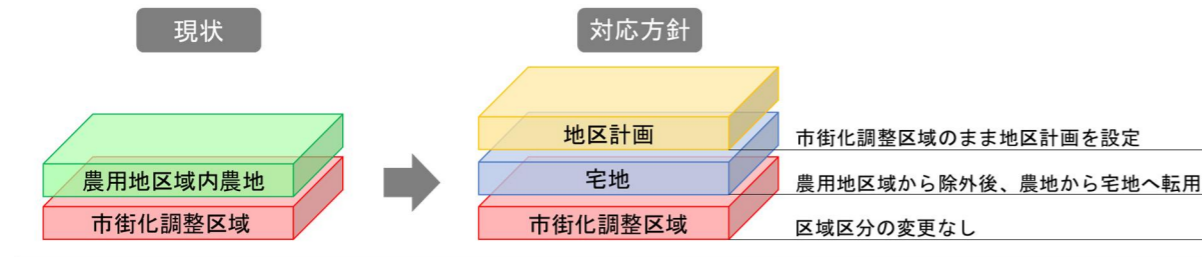 現状
農用地区域内農地
市街化調整区域
対応方針
地区計画
市街化調整区域のまま地区計画を設定
宅地
農用地区域から除外後、農地から宅地へ転用
市街化調整区域
区域区分の変更なし